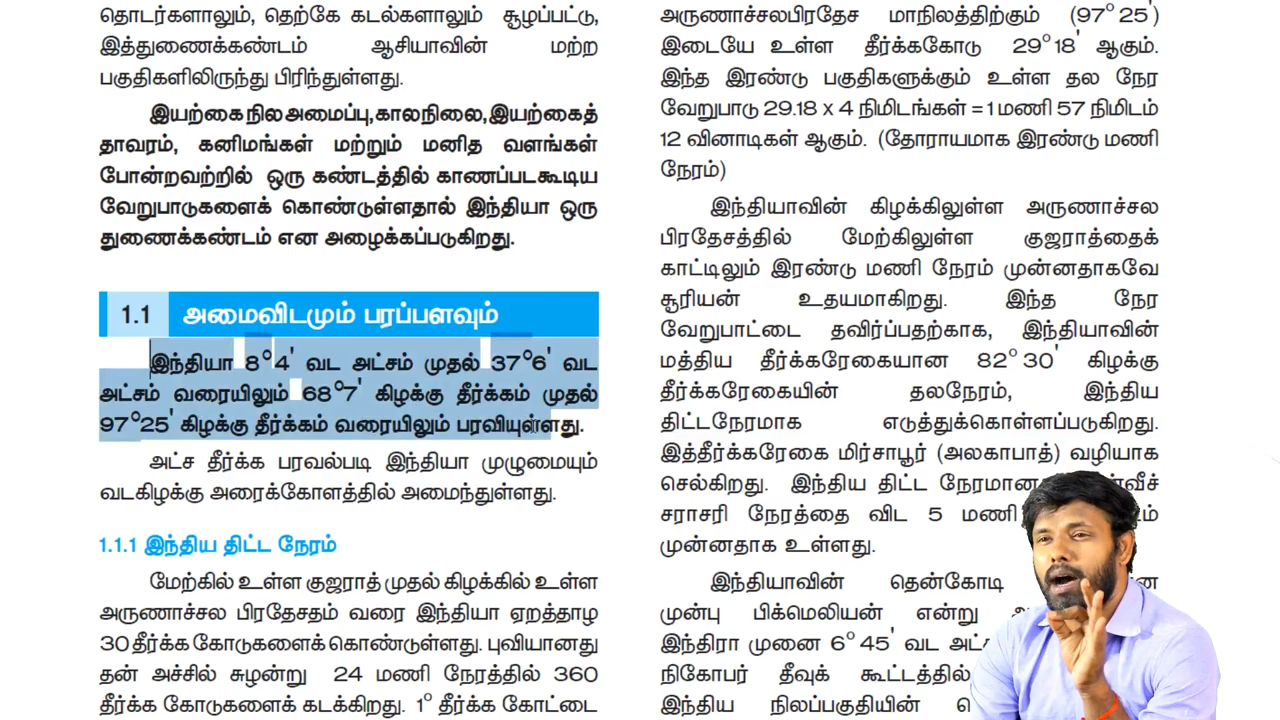 தொடர்களாலும், தெற்கே கடல்களாலும் சூழப்பட்டு,
இத்துணைக்கண்டம் ஆசியாவின் மற்ற
பகுதிகளிலிருந்து பிரிந்துள்ளது.
இயற்கை நில அமைப்பு,காலநிலை,இயற்கைத்
தாவரம், கனிமங்கள் மற்றும் மனித வளங்கள்
போன்றவற்றில் ஒரு கண்டத்தில் காணப்படகூடிய
வேறுபாடுகளைக் கொண்டுள்ளதால் இந்தியா ஒரு
துணைக்கண்டம் என அழைக்கப்படுகிறது.
1.1 அமைவிடமும் பரப்பளவும்
இந்தியா 8°4' வட அட்சம் முதல் 37°6' வட
அட்சம் வரையிலும் 68°7' கிழக்கு தீர்க்கம் முதல்
97°25' கிழக்கு தீர்க்கம் வரையிலும் பரவியுள்ளது.
அட்ச தீர்க்க பரவல்படி இந்தியா முழுமையும்
வடகிழக்கு அரைக்கோளத்தில் அமைந்துள்ளது.
1.1.1 இந்திய திட்ட நேரம்
மேற்கில் உள்ள குஜராத் முதல் கிழக்கில் உள்ள
அருணாச்சல பிரதேசதம் வரை இந்தியா ஏறத்தாழ
30 தீர்க்க கோடுகளைக் கொண்டுள்ளது. புவியானது
தன் அச்சில் சுழன்று 24 மணி நேரத்தில் 360
தீர்க்க கோடுகளைக் கடக்கிறது. 1° தீர்க்க கோட்டை
அருணாச்சலபிரதேச மாநிலத்திற்கும் (97° 25')
இடையே உள்ள தீர்க்ககோடு 29° 18' ஆகும்.
இந்த இரண்டு பகுதிகளுக்கும் உள்ள தல நேர
வேறுபாடு 29.18 x 4 நிமிடங்கள் = 1 மணி 57 நிமிடம்
12 வினாடிகள் ஆகும். (தோராயமாக இரண்டு மணி
நேரம்)
இந்தியாவின் கிழக்கிலுள்ள அருணாச்சல
பிரதேசத்தில் மேற்கிலுள்ள குஜராத்தைக்
காட்டிலும் இரண்டு மணி நேரம் முன்னதாகவே
சூரியன் உதயமாகிறது. இந்த நேர
வேறுபாட்டை தவிர்ப்பதற்காக, இந்தியாவின்
மத்திய தீர்க்கரேகையான 82° 30' கிழக்கு
தீர்க்கரேகையின் தலநேரம், இந்திய
திட்டநேரமாக எடுத்துக்கொள்ளப்படுகிறது.
இத்தீர்க்கரேகை மிர்சாபூர் (அலகாபாத்) வழியாக
செல்கிறது. இந்திய திட்ட
சராசரி நேரத்தை விட 5 மணி
முன்னதாக உள்ளது.
இந்தியாவின் தென்கோடி
முன்பு பிக்மெலியன் என்று
இந்திரா முனை 6° 45' வட
நிகோபர் தீவுக் கூட்டத்தில்
இந்திய நிலப்பகுதியின்